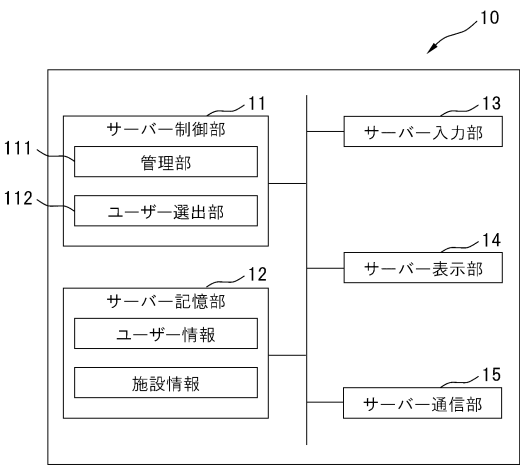 10
11
サーバー制御部
111
管理部
112
ユーザー選出部
12
サーバー記憶部
ユーザー情報
施設情報
13
サーバー入力部
14
サーバー表示部
15
サーバー通信部